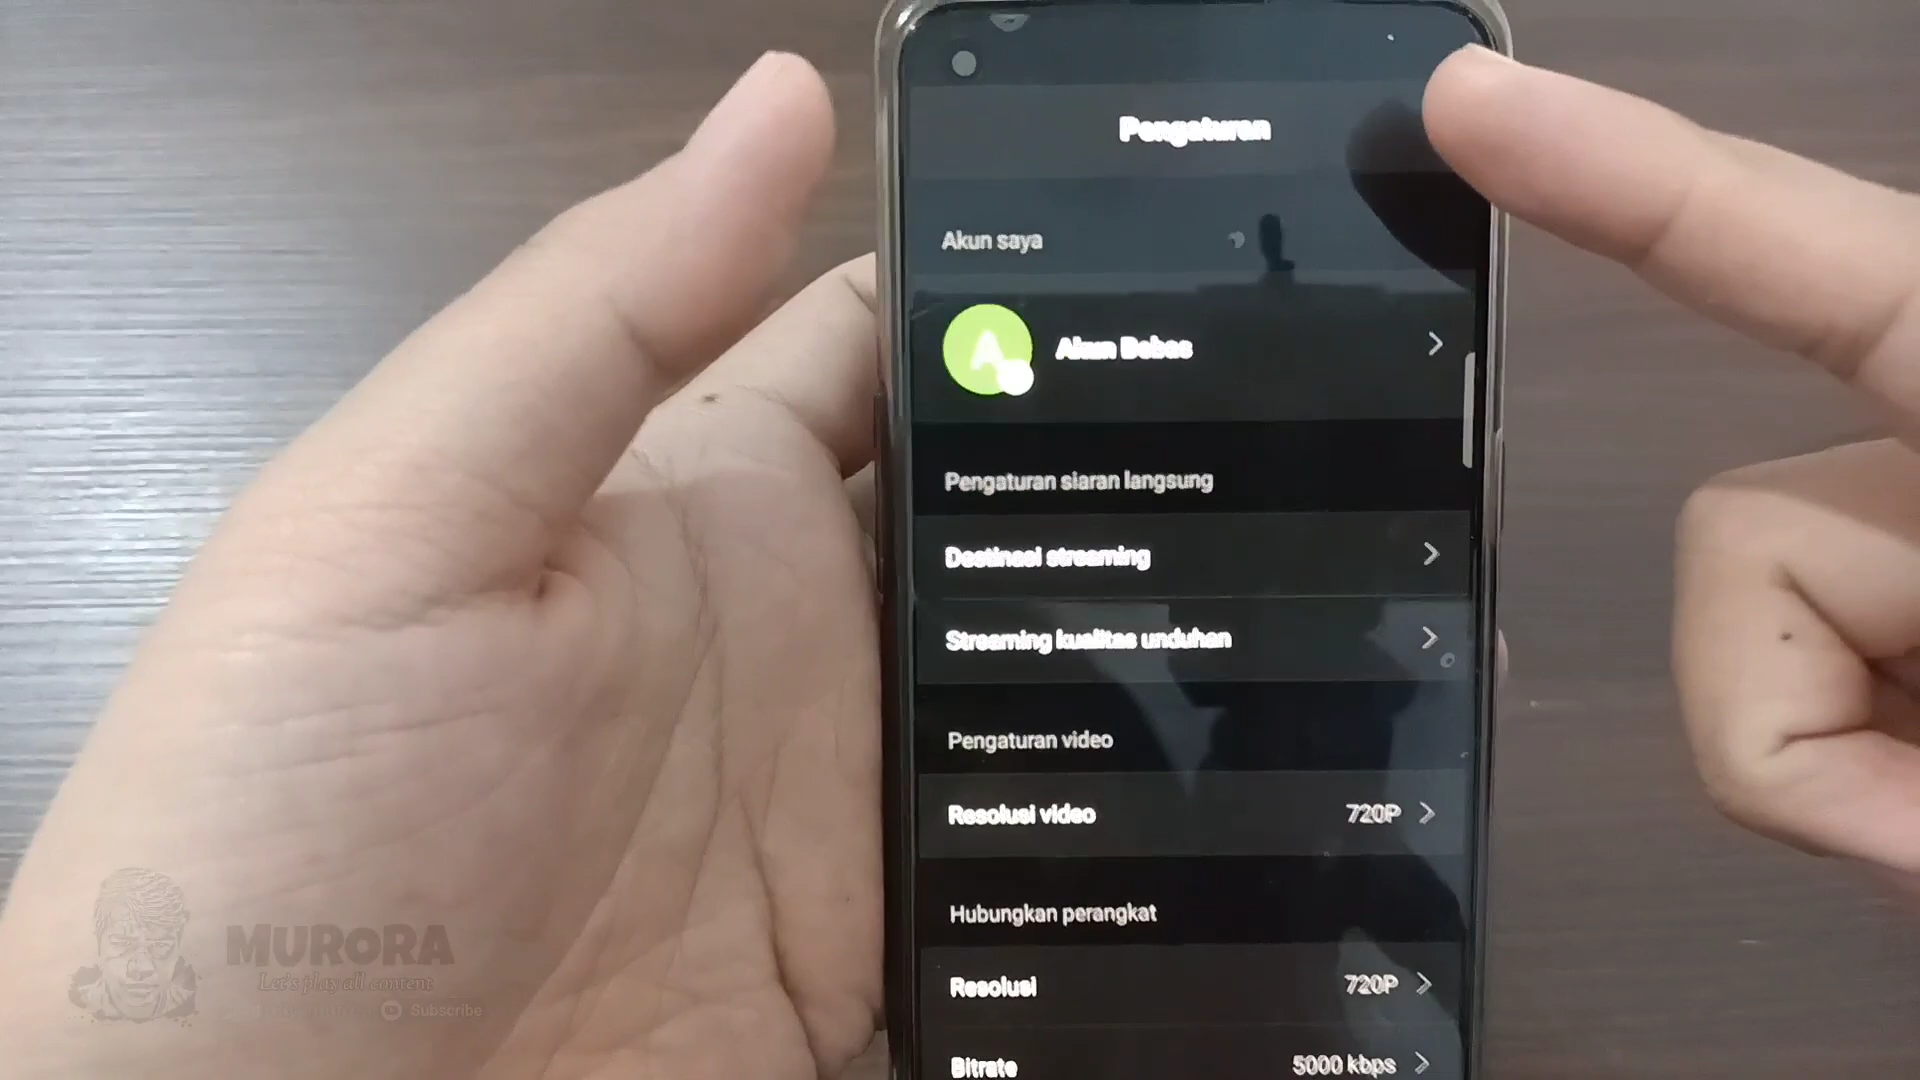 Pengaturan
Akun saya
A
Akun Bebas
Pengaturan siaran langsung
Destinasi streaming
Streaming kualitas unduhan
Pengaturan video
Resolusi video 720P
Hubungkan perangkat
Resolusi 720P
Bitrate 5000 kbps
MURORA
Let's play all content
Subscribe